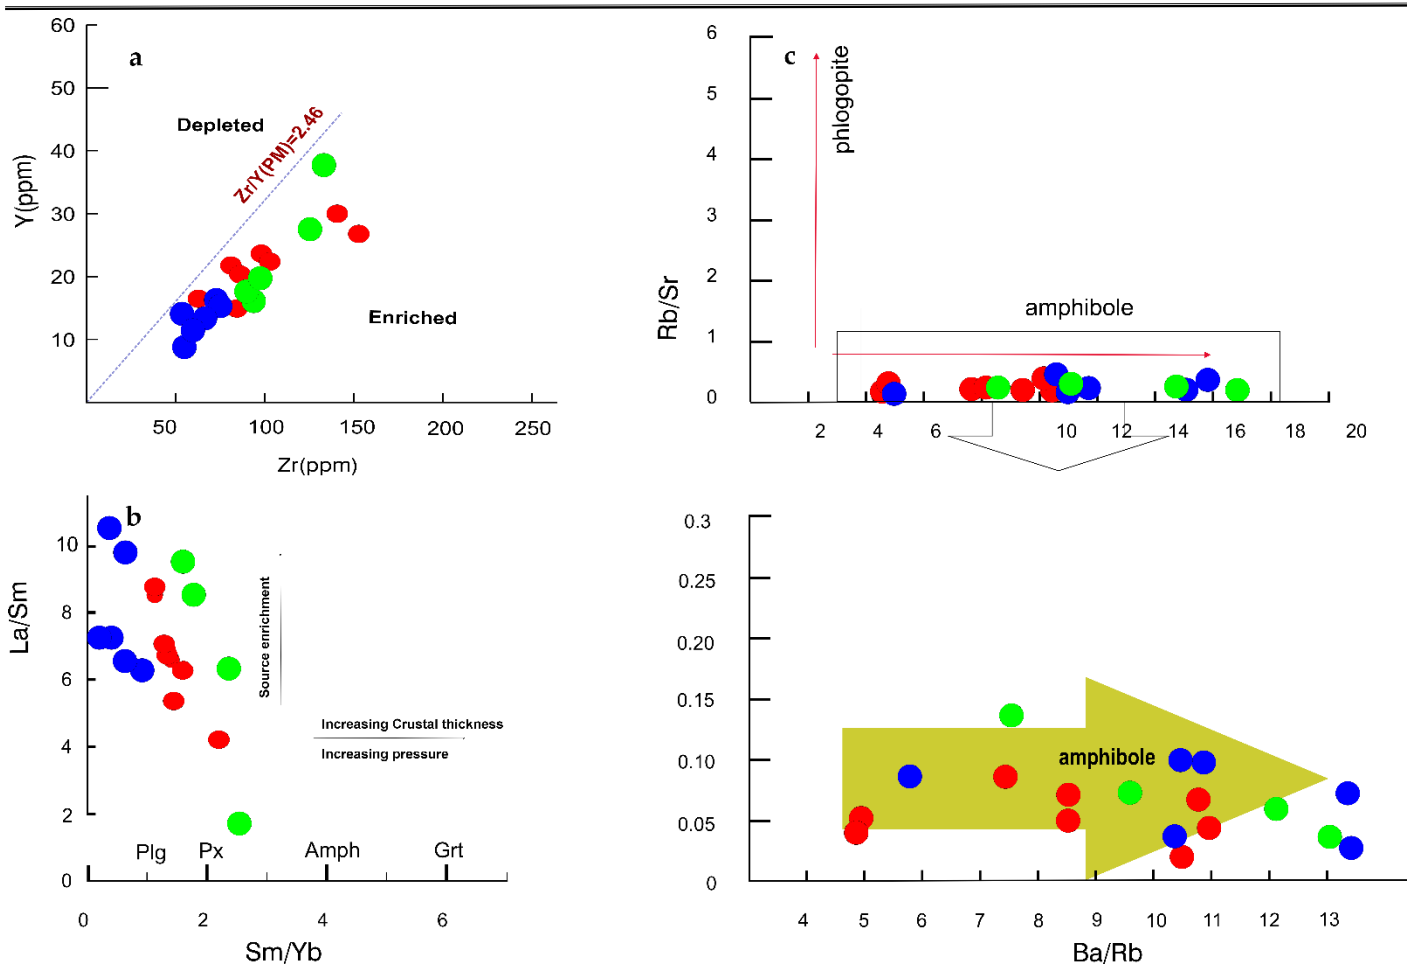 a
60
50
40
30
20
10
Y(ppm)
Depleted
Zr/Y(PM)=2.46
Enriched
50 100 150 200 250
Zr(ppm)
b
10
8
6
4
2
0
La/Sm
Source enrichment
Increasing Crustal thickness
Increasing pressure
Plg Px Amph Grt
0 2 4 6
Sm/Yb
c
6
5
4
3
2
1
0
Rb/Sr
phlogopite
amphibole
2 4 6 10 12 14 16 18 20
0.3
0.25
0.20
0.15
0.10
0.05
0
amphibole
4 5 6 7 8 9 10 11 12 13
Ba/Rb